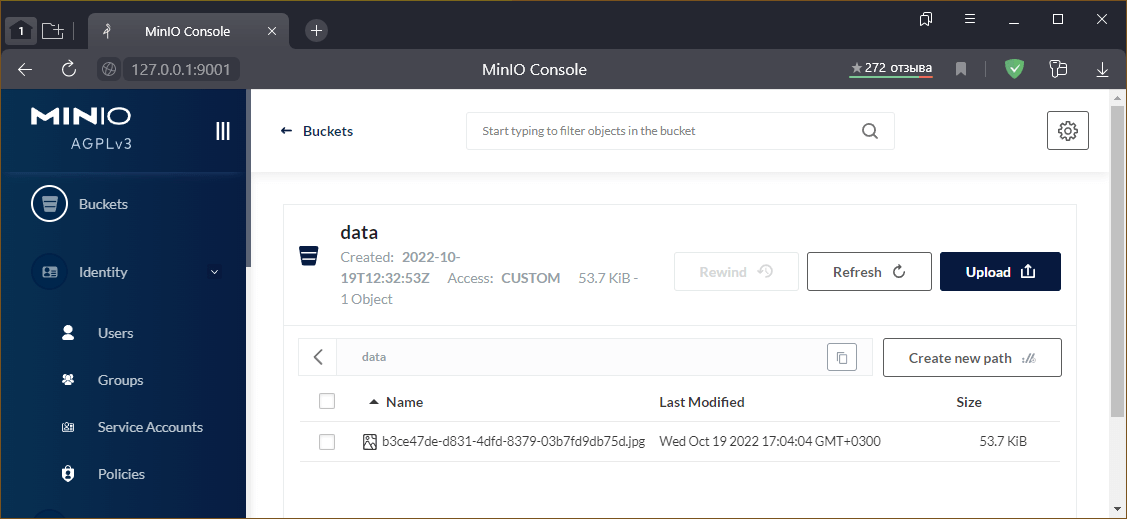 1
MinIO Console
127.0.0.1:9001
MinIO Console
★272 отзыва
MINIO
AGPLv3
Buckets
Identity
Users
Groups
Service Accounts
Policies
Buckets
Start typing to filter objects in the bucket
data
Created: 2022-10-
19T12:32:53Z Access: CUSTOM 53.7 KiB -
1 Object
Rewind
Refresh
Upload
data
Create new path
Name Last Modified Size
b3ce47de-d831-4dfd-8379-03b7fd9db75d.jpg Wed Oct 19 2022 17:04:04 GMT+0300 53.7 KiB